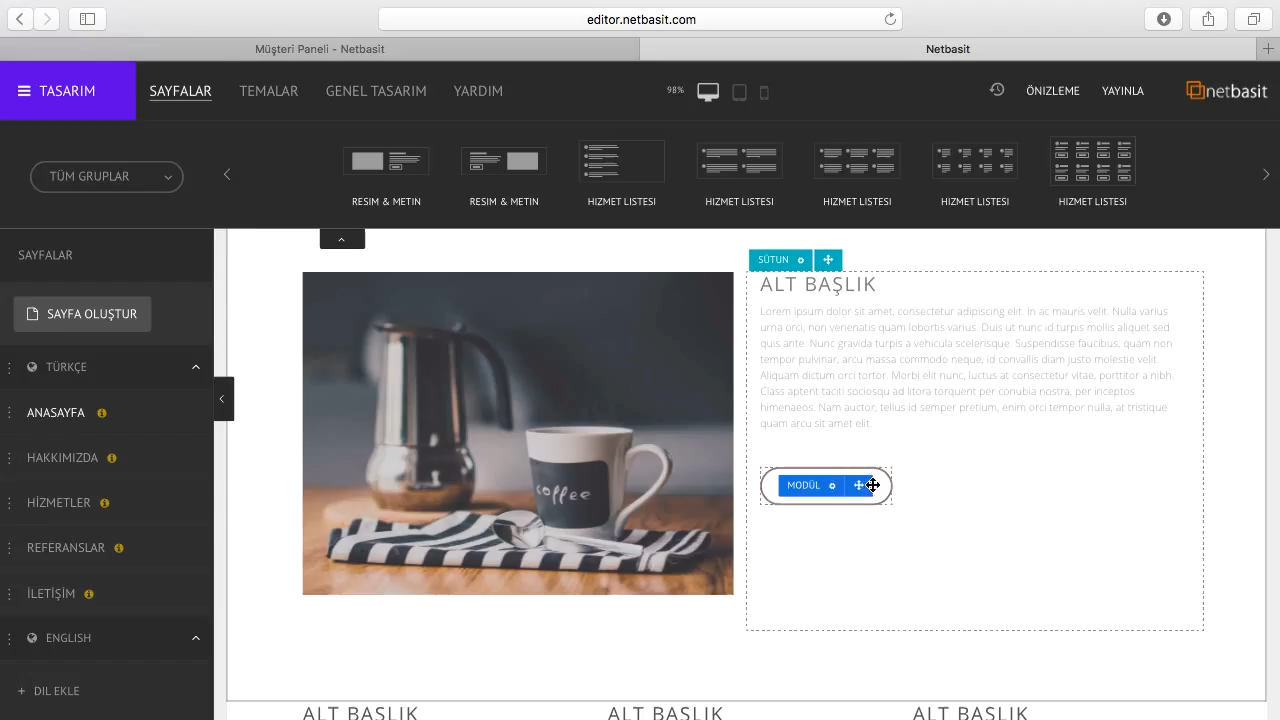 editor.netbasit.com
Müşteri Paneli - Netbasit
Netbasit
TASARIM
SAYFALAR
TEMALAR
GENEL TASARIM
YARDIM
98%
ÖNİZLEME
YAYINLA
netbasit
TÜM GRUPLAR
RESIM & METIN
RESIM & METIN
HIZMET LISTESI
HIZMET LISTESI
HIZMET LISTESI
HIZMET LISTESI
HIZMET LISTESI
SAYFALAR
SAYFA OLUŞTUR
TÜRKÇE
ANASAYFA
HAKKIMIZDA
HİZMETLER
REFERANSLAR
İLETİŞİM
ENGLISH
+ DIL EKLE
SÜTUN
ALT BAŞLIK
Lorem ipsum dolor sit amet, consectetur adipiscing elit. In ac mauris velit. Nulla varius
urna orci, non venenatis quam lobortis varius. Duis ut nunc id turpis mollis aliquet sed
quis ante. Nunc gravida turpis a vehicula scelerisque. Suspendisse faucibus, quam non
tempor pulvinar, arcu massa commodo neque, id convallis diam justo molestie velit.
Aliquam dictum orci tortor. Morbi elit nunc, luctus at consectetur vitae, porttitor a nibh.
Class aptent taciti sociosqu ad litora torquent per conubia nostra, per inceptos
himenaeos. Nam auctor, tellus id semper pretium, enim orci tempor nulla, at tristique
quam arcu sit amet elit.
MODÜL
coffee
ALT BAŞLIK
ALT BAŞLIK
ALT BAŞLIK